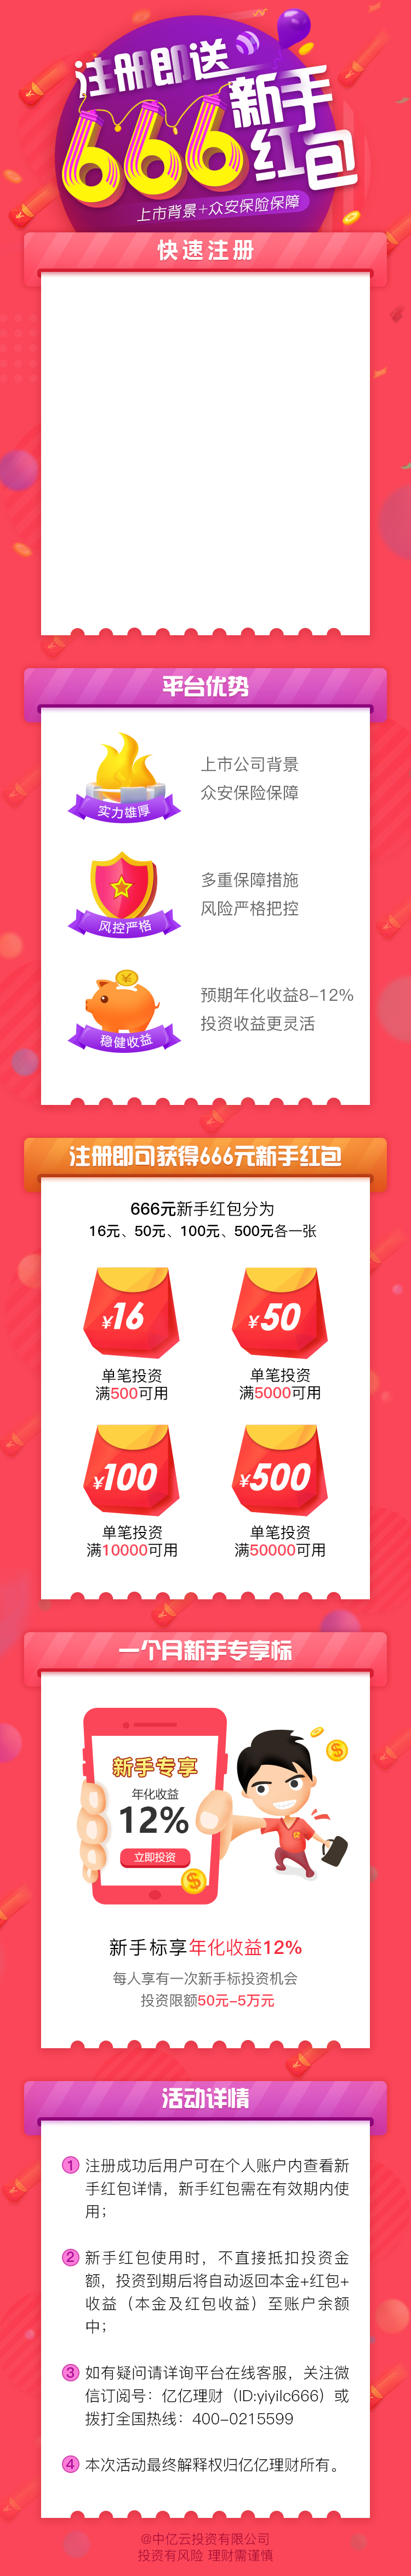 注册即送
666
新手
红包
上市背景+众安保险保障
快速注册
平台优势
实力雄厚
上市公司背景
众安保险保障
风控严格
多重保障措施
风险严格把控
稳健收益
预期年化收益8-12%
投资收益更灵活
注册即可获得666元新手红包
666元新手红包分为
16元、50元、100元、500元各一张
¥16
¥50
单笔投资
满500可用
单笔投资
满5000可用
¥100
¥500
单笔投资
满10000可用
单笔投资
满50000可用
一个月新手专享标
新手专享
年化收益
12%
立即投资
新手标享年化收益12%
每人享有一次新手标投资机会
投资限额50元-5万元
活动详情
1 注册成功后用户可在个人账户内查看新
手红包详情，新手红包需在有效期内使
用；
2 新手红包使用时，不直接抵扣投资金
额，投资到期后将自动返回本金+红包+
收益（本金及红包收益）至账户余额
中；
3 如有疑问请详询平台在线客服，关注微
信订阅号：亿亿理财（ID:yiyilc666）或
拨打全国热线：400-0215599
4 本次活动最终解释权归亿亿理财所有。
@中亿云投资有限公司
投资有风险 理财需谨慎